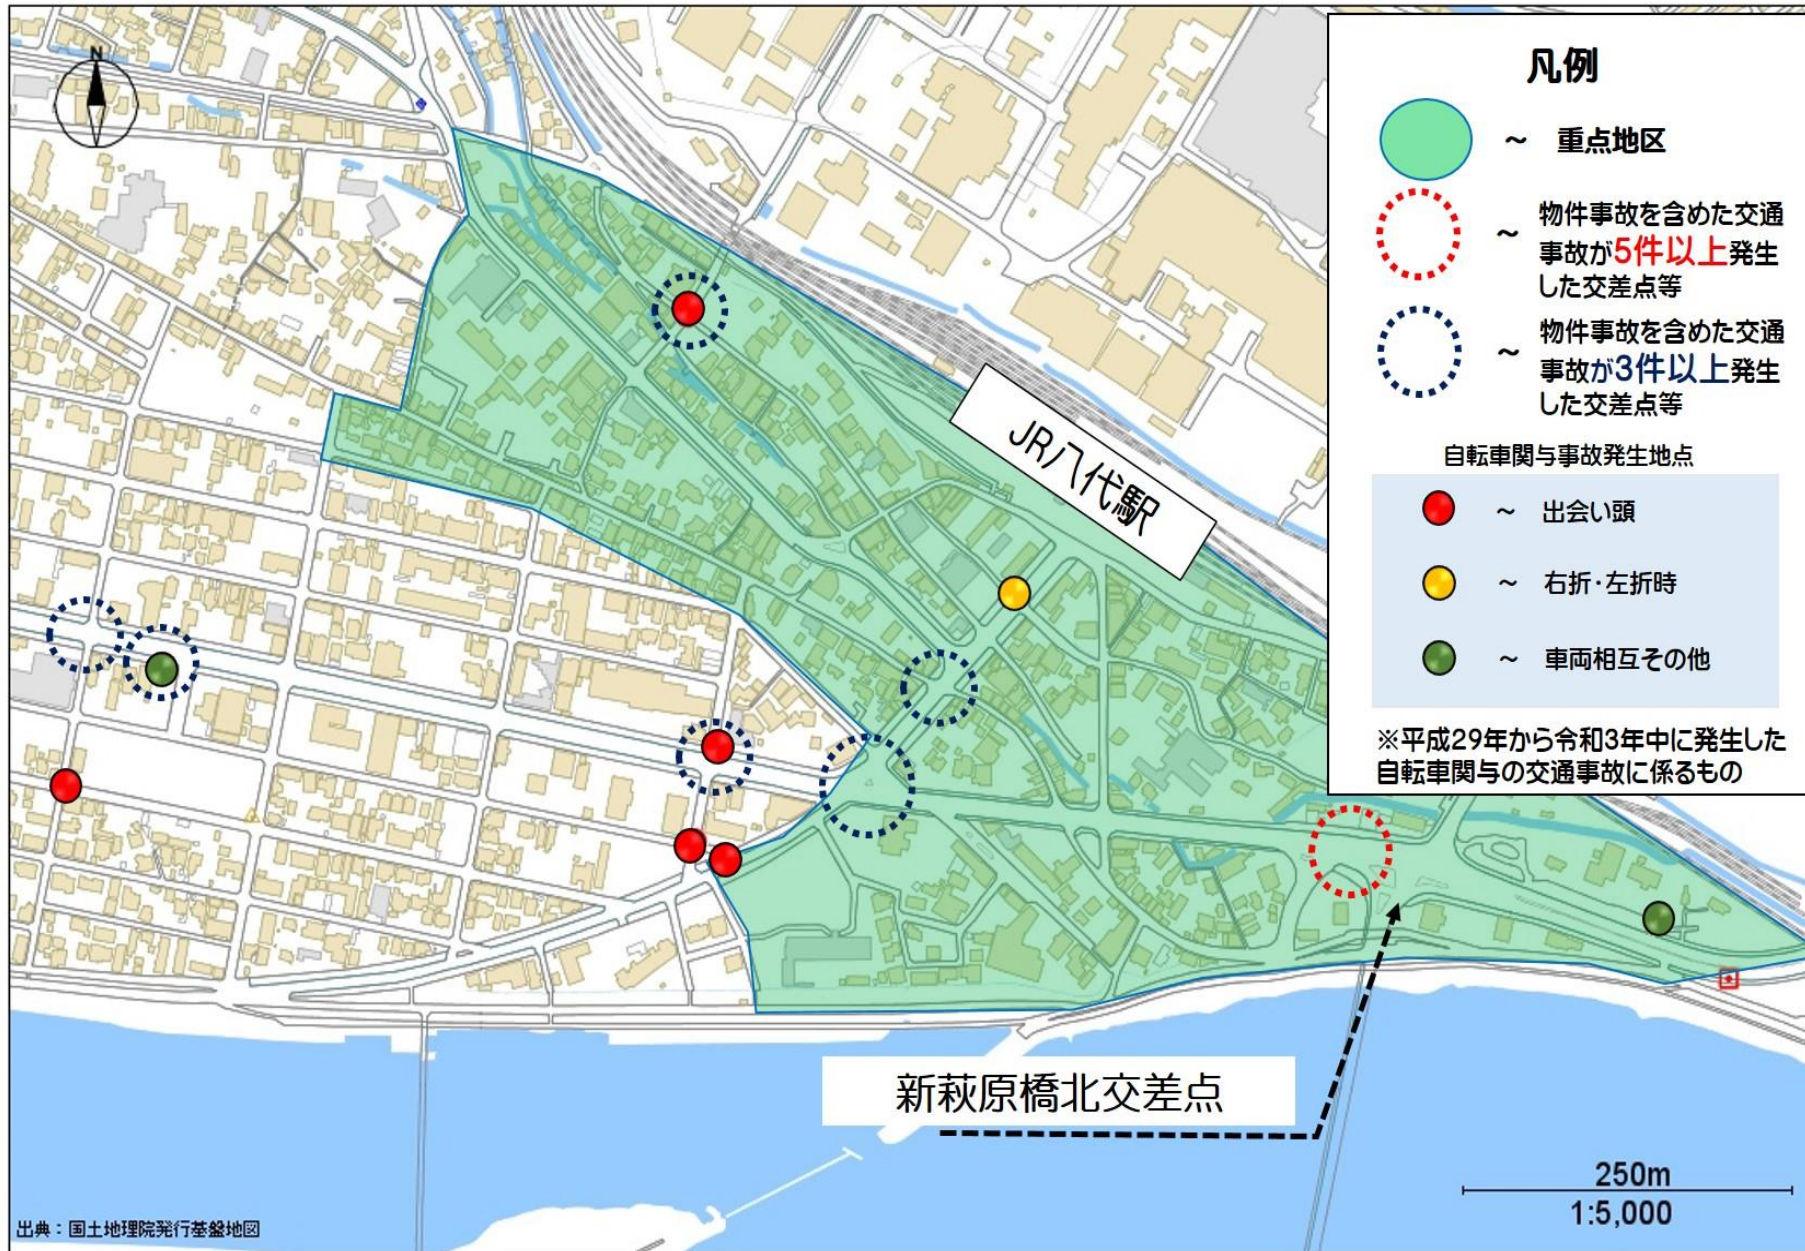 N
凡例
～ 重点地区
～ 物件事故を含めた交通
事故が5件以上発生
した交差点等
～ 物件事故を含めた交通
事故が3件以上発生
した交差点等
自転車関与事故発生地点
～ 出会い頭
～ 右折・左折時
～ 車両相互その他
※平成29年から令和3年中に発生した
自転車関与の交通事故に係るもの
JR八代駅
新萩原橋北交差点
250m
1:5,000
出典：国土地理院発行基盤地図